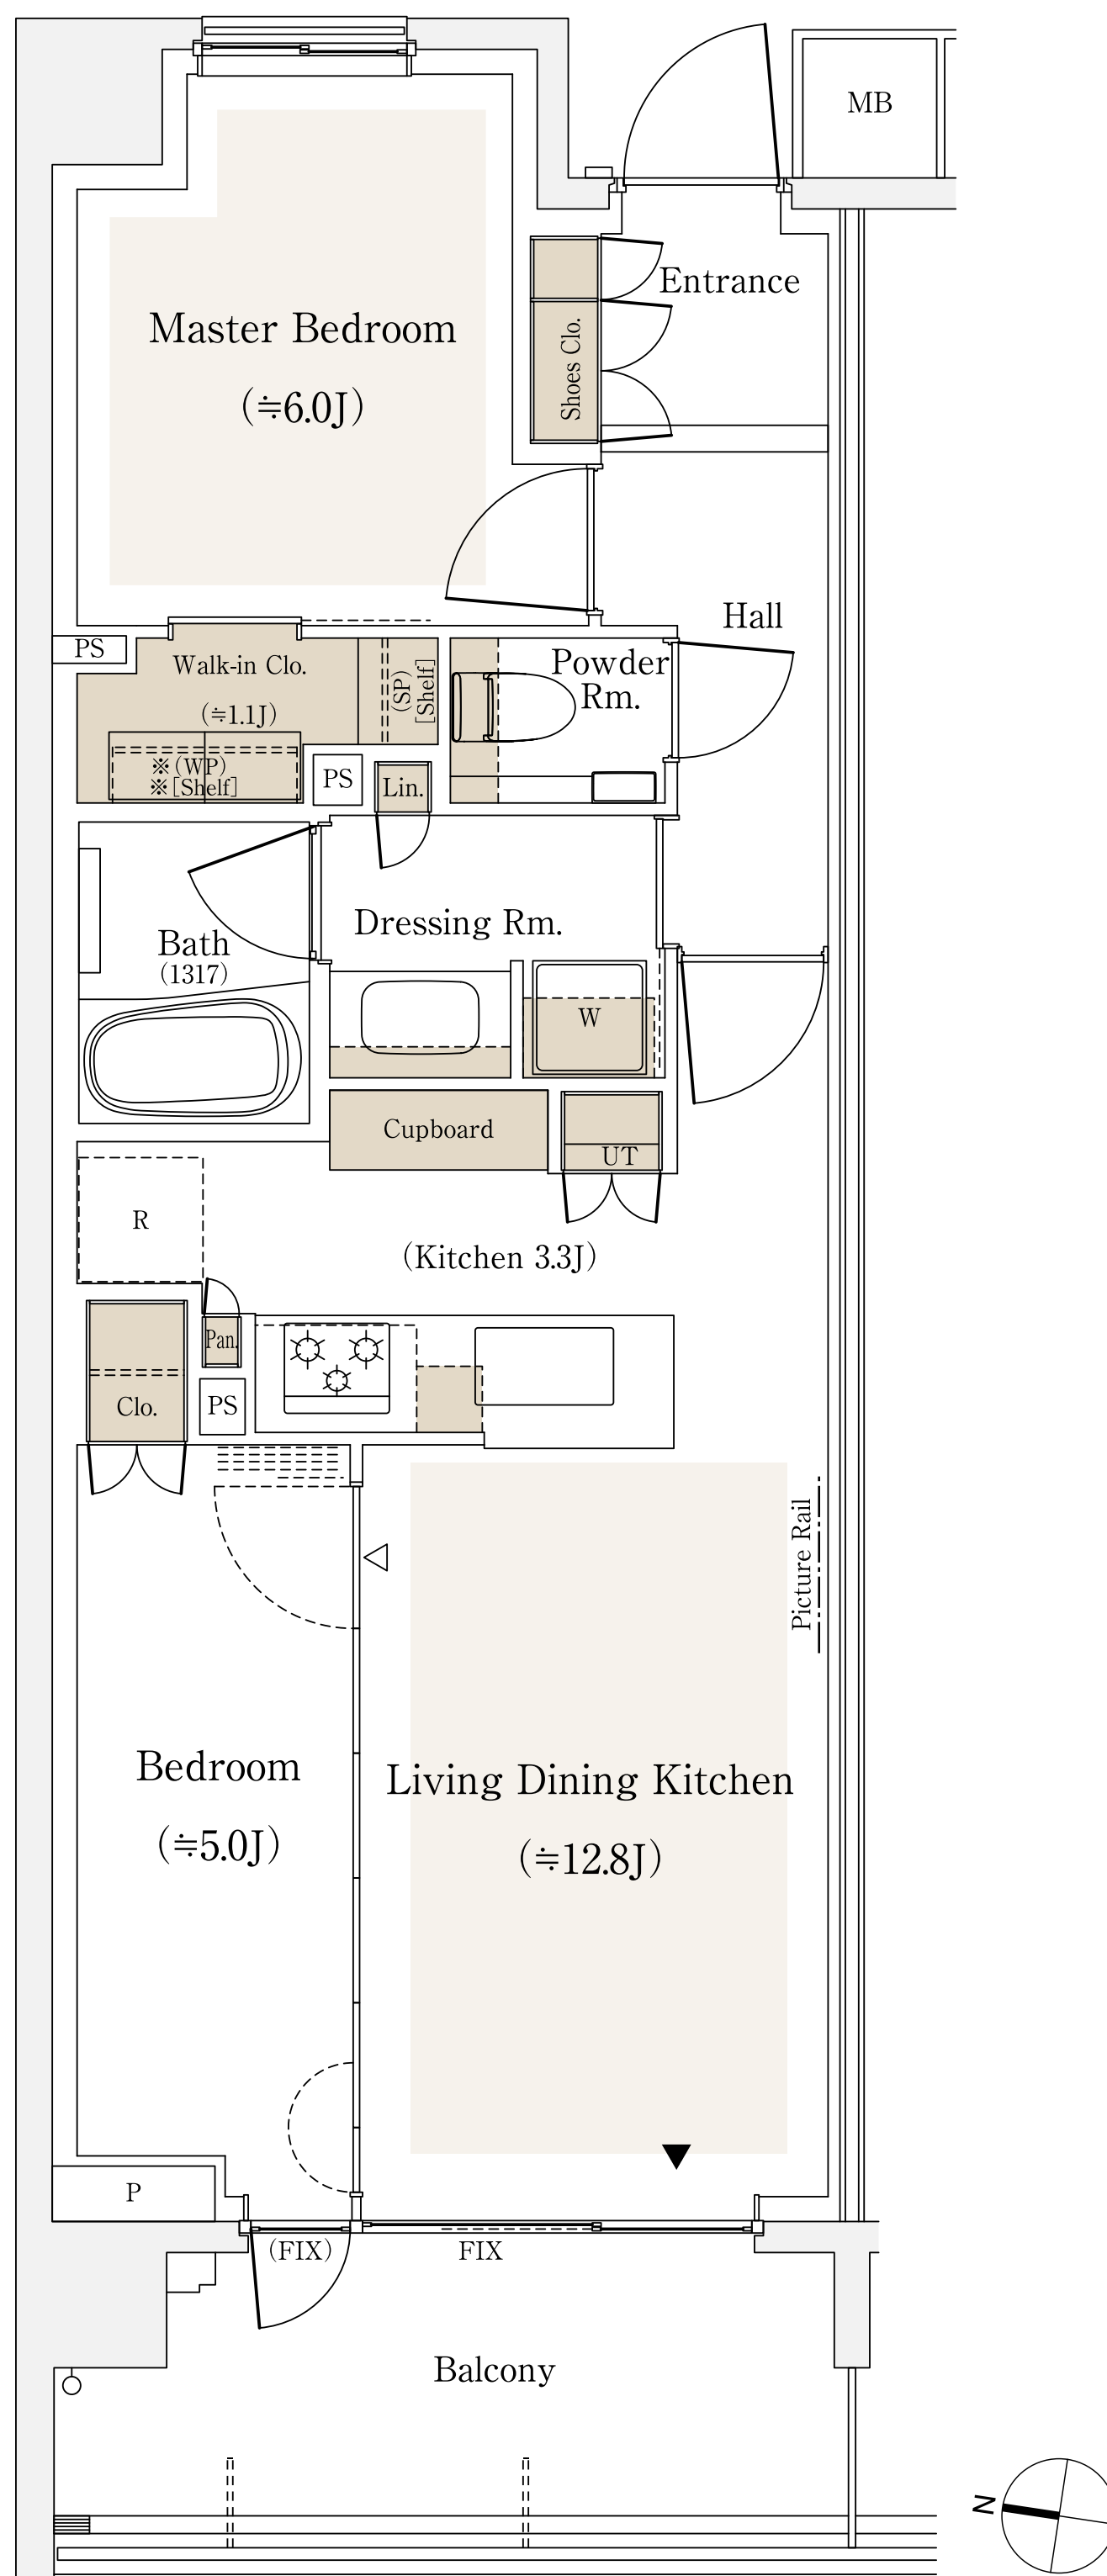 MB
Entrance
Shoes Clo.
Master Bedroom
(≒6.0J)
Hall
PS
Walk-in Clo.
(≒1.1J)
(SP)
[Shelf]
※(WP)
※[Shelf]
PS
Lin.
Powder
Rm.
Dressing Rm.
Bath
(1317)
W
Cupboard
UT
R
(Kitchen 3.3J)
Pan.
Clo.
PS
Picture Rail
Bedroom
(≒5.0J)
Living Dining Kitchen
(≒12.8J)
P
(FIX)
FIX
Balcony
N